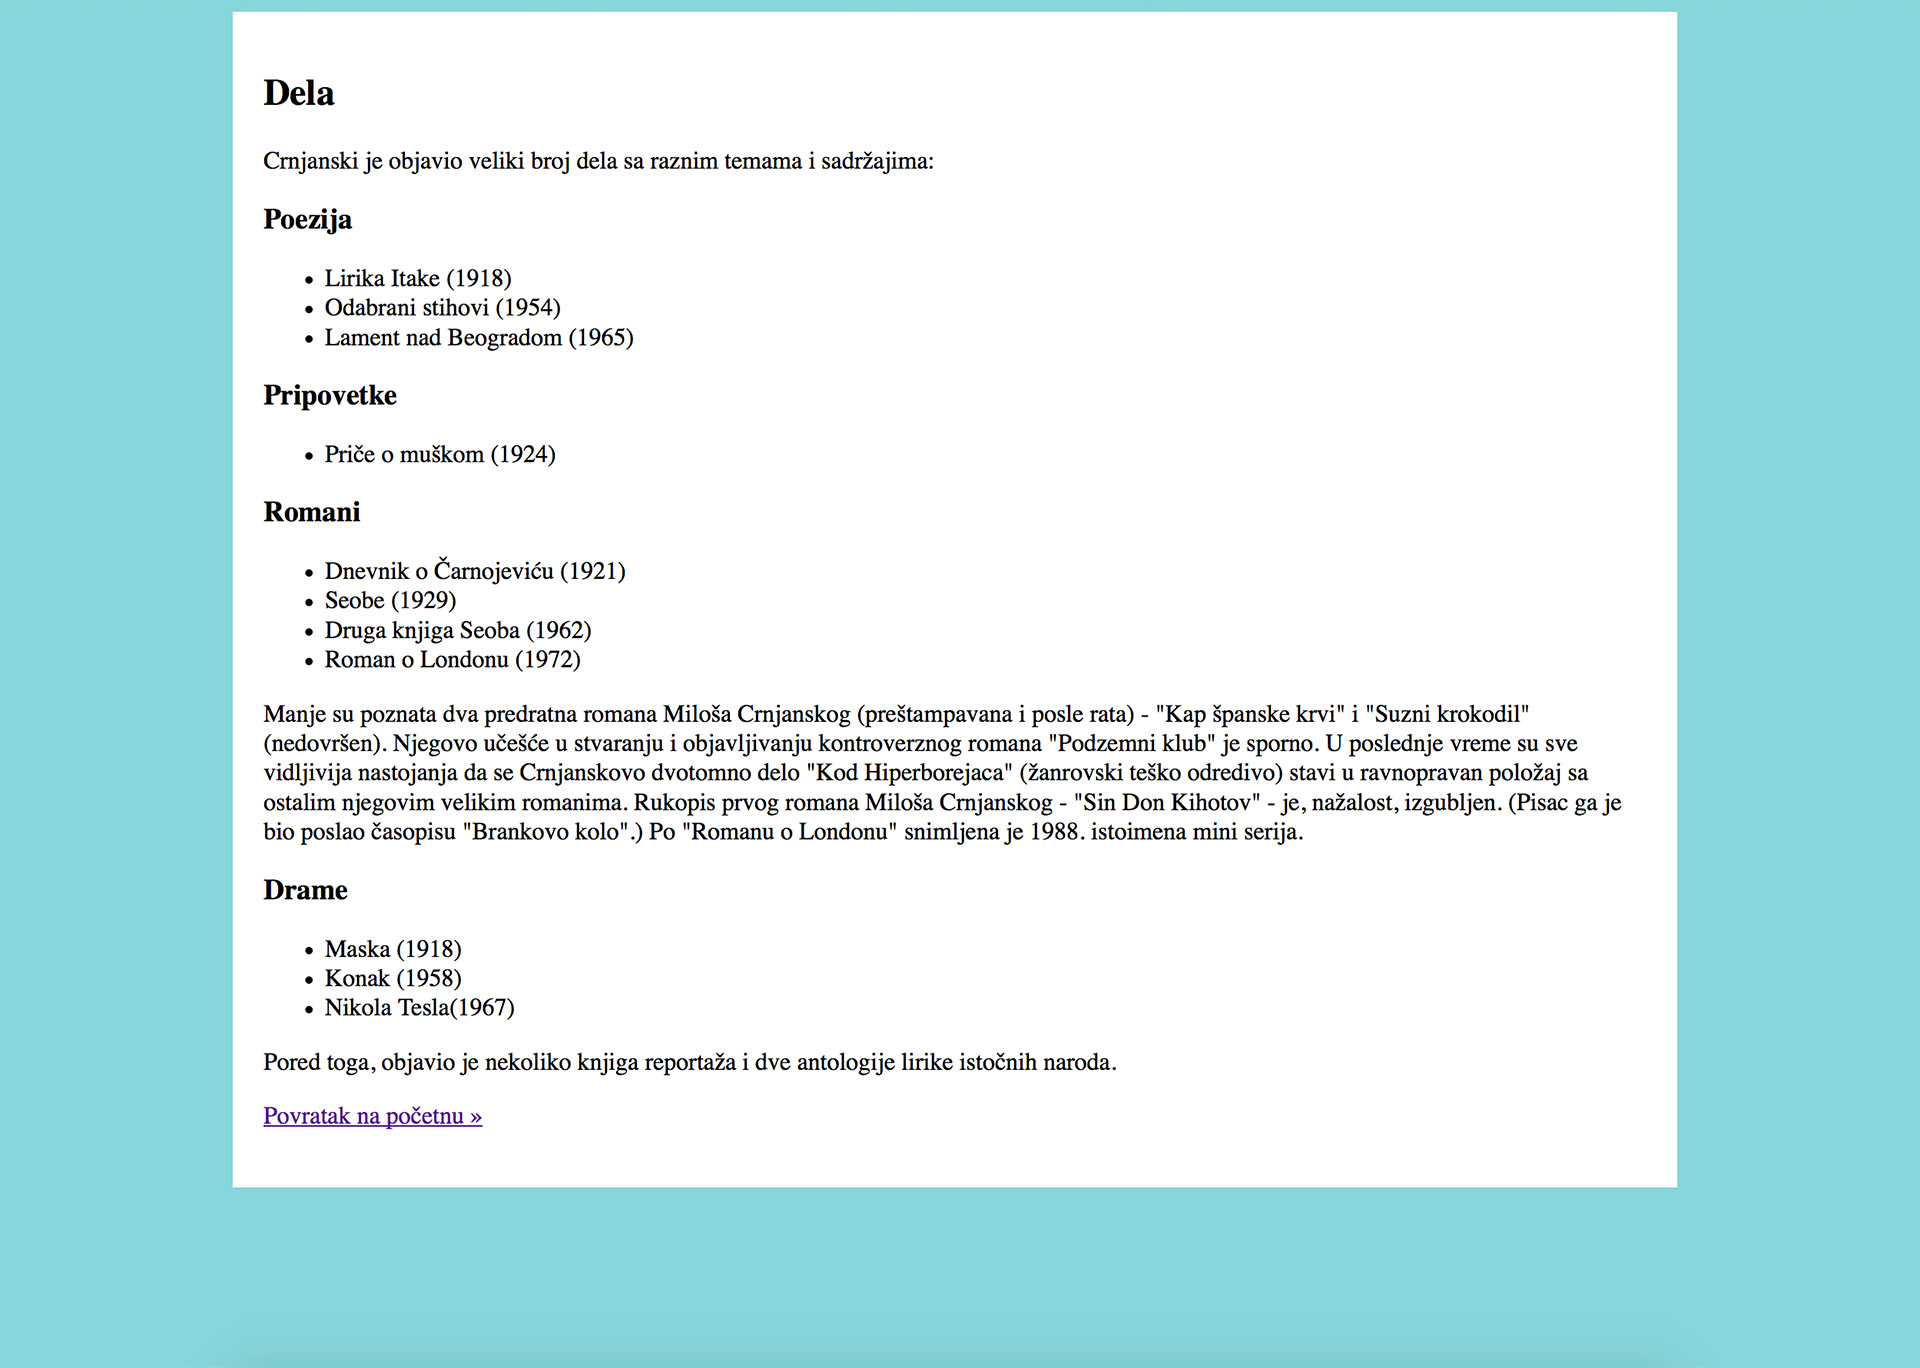 Dela
Crnjanski je objavio veliki broj dela sa raznim temama i sadržajima:
Poezija
• Lirika Itake (1918)
• Odabrani stihovi (1954)
• Lament nad Beogradom (1965)
Pripovetke
• Priče o muškom (1924)
Romani
• Dnevnik o Čarnojeviću (1921)
• Seobe (1929)
• Druga knjiga Seoba (1962)
• Roman o Londonu (1972)
Manje su poznata dva predratna romana Miloša Crnjanskog (preštampavana i posle rata) - "Kap španske krvi" i "Suzni krokodil"
(nedovršen). Njegovo učešće u stvaranju i objavljivanju kontroverznog romana "Podzemni klub" je sporno. U poslednje vreme su sve
vidljivija nastojanja da se Crnjanskovo dvotomno delo "Kod Hiperborejaca" (žanrovski teško odredivo) stavi u ravnopravan položaj sa
ostalim njegovim velikim romanima. Rukopis prvog romana Miloša Crnjanskog - "Sin Don Kihotov" - je, nažalost, izgubljen. (Pisac ga je
bio poslao časopisu "Brankovo kolo".) Po "Romanu o Londonu" snimljena je 1988. istoimena mini serija.
Drame
• Maska (1918)
• Konak (1958)
• Nikola Tesla(1967)
Pored toga, objavio je nekoliko knjiga reportaža i dve antologije lirike istočnih naroda.
Povratak na početnu »